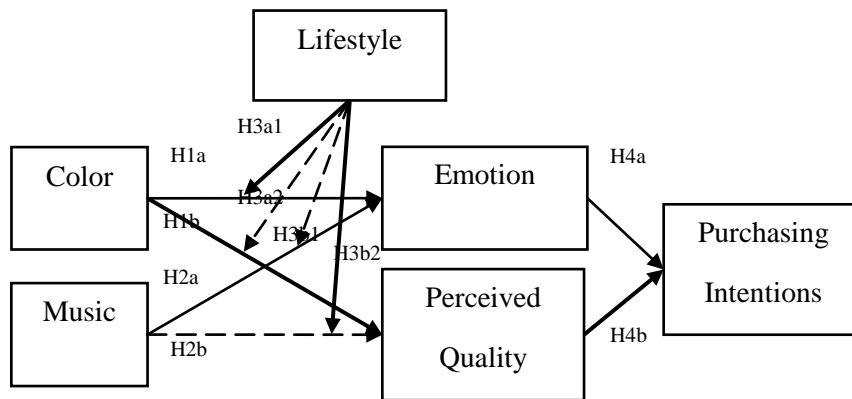 Lifestyle
H3a1
H1a
Color
Emotion
H4a
H3a2
H1b
H3b1
H3b2
Purchasing
Intentions
H2a
Music
Perceived
Quality
H2b
H4b